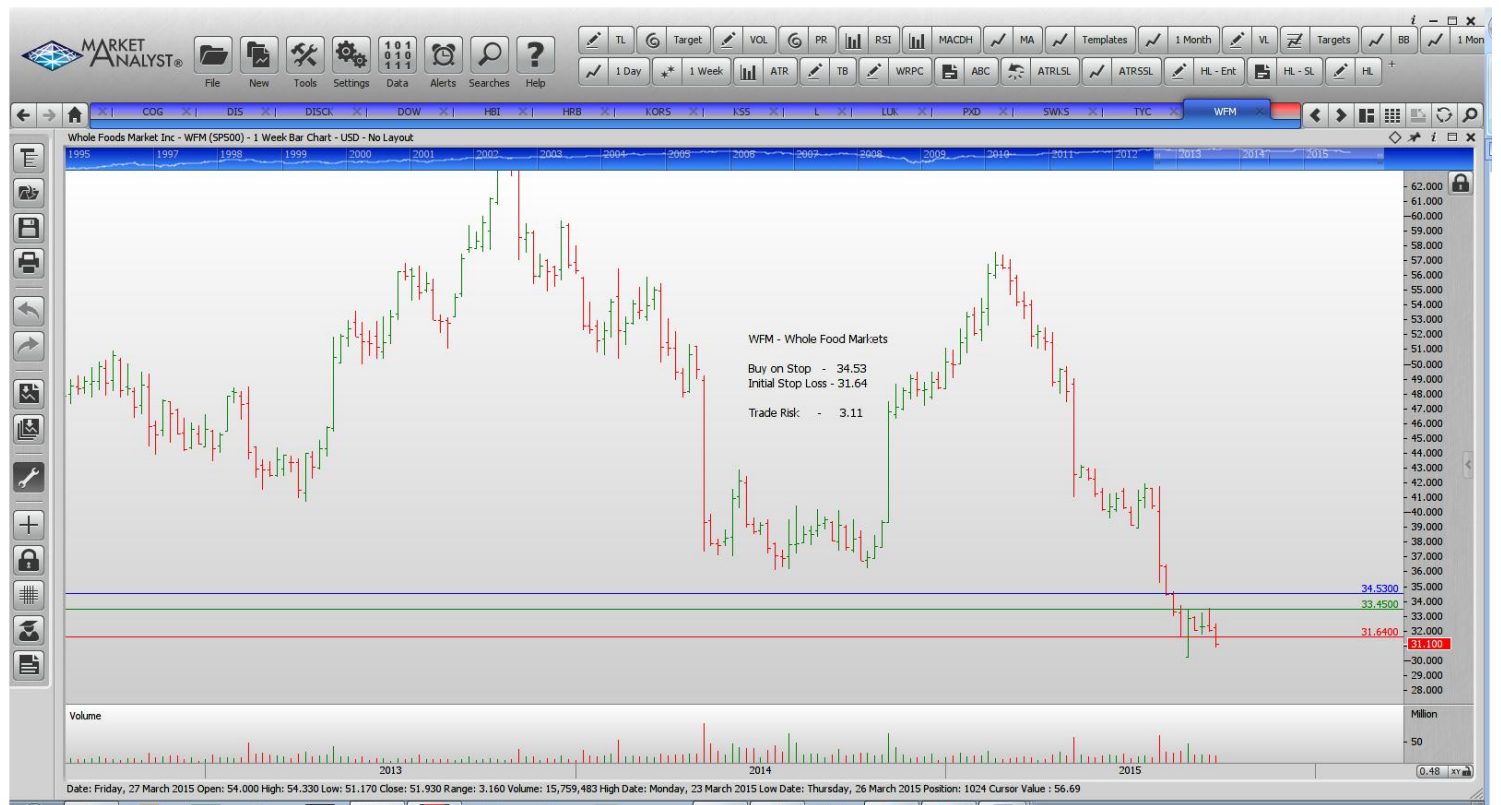 i
MARKET
ANALYST®
File
New
Tools
Settings
101
010
111
Data
Alerts
Searches
?
Help
TL
Target
VOL
PR
RSI
MACDH
MA
Templates
1 Month
VL
Targets
BB
1 Mon
1 Day
1 Week
ATR
TB
WRPC
ABC
ATRLSL
ATRSSL
HL - Ent
HL - SL
HL
+
COG
DIS
DISCK
DOW
HBI
HRB
KORS
KSS
L
LUK
PXD
SWKS
TYC
WFM
Whole Foods Market Inc - WFM (SP500) - 1 Week Bar Chart - USD - No Layout
i
1995 1997 1998 1999 2000 2001 2002 2003 2004 2005 2006 2007 2008 2009 2010 2011 2012 2013 2014 2015
62.000
61.000
60.000
59.000
58.000
57.000
56.000
55.000
54.000
53.000
52.000
51.000
50.000
49.000
48.000
47.000
46.000
45.000
44.000
43.000
42.000
41.000
40.000
39.000
38.000
37.000
36.000
35.000
34.000
33.000
32.000
31.100
30.000
29.000
28.000
WFM - Whole Food Markets
Buy on Stop - 34.53
Initial Stop Loss - 31.64
Trade Risk - 3.11
34.5300
33.4500
31.6400
Volume
Million
50
2013 2014 2015
0.48 XY
Date: Friday, 27 March 2015 Open: 54.000 High: 54.330 Low: 51.170 Close: 51.930 Range: 3.160 Volume: 15,759,483 High Date: Monday, 23 March 2015 Low Date: Thursday, 26 March 2015 Position: 1024 Cursor Value : 56.69